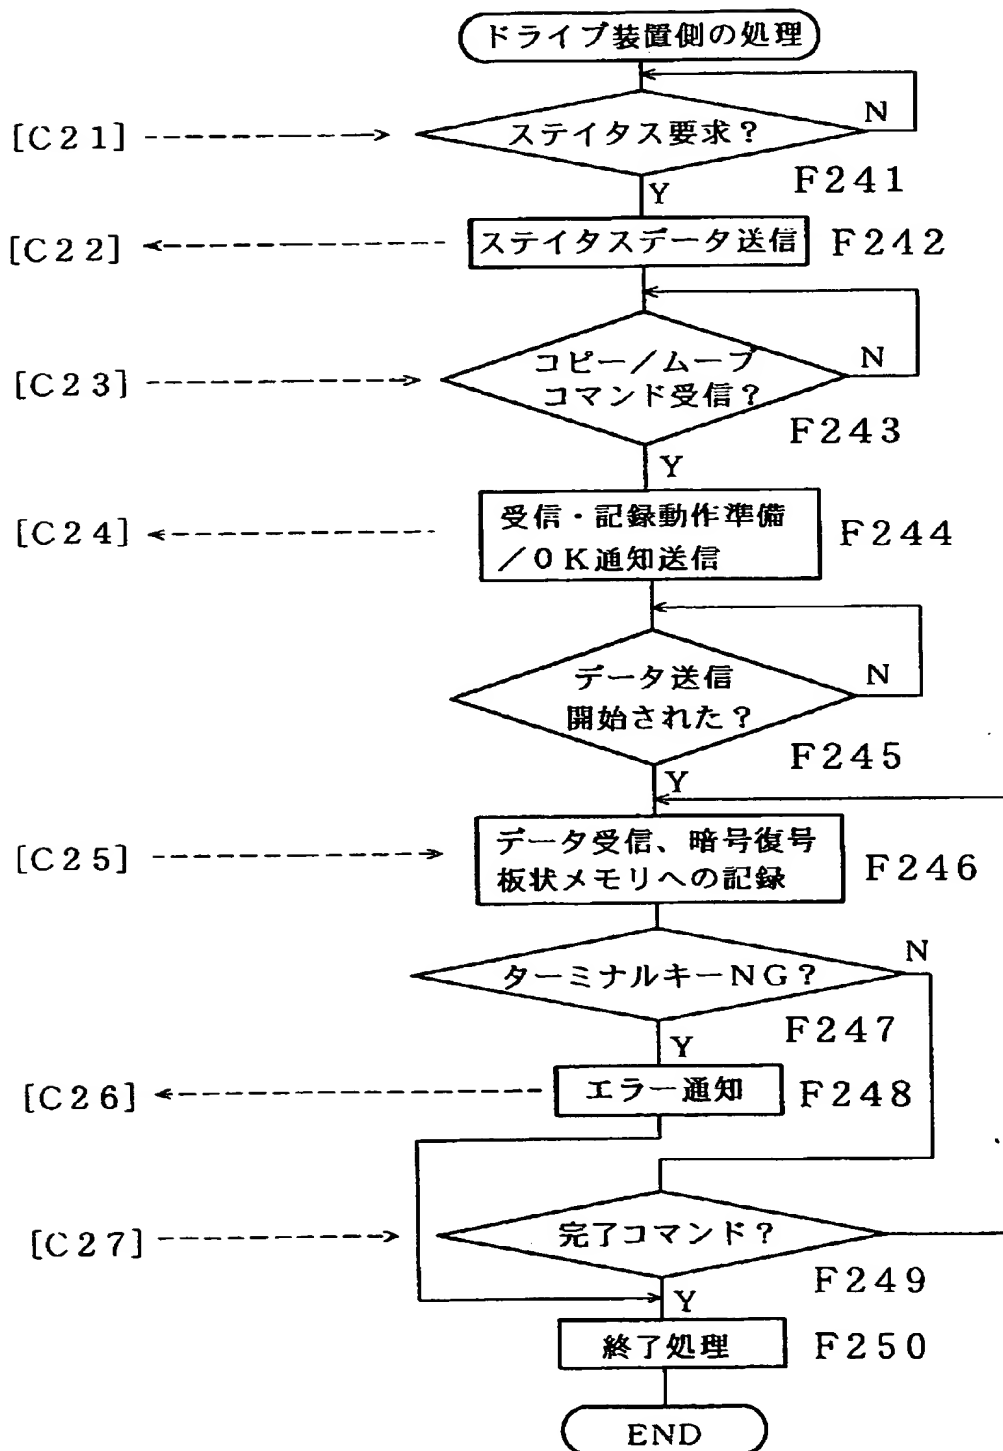 ドライブ装置側の処理
N
[C21]
ステイタス要求?
F241
Y
[C22]
ステイタスデータ送信
F242
コピー/ムーブ
N
[C23]
コマンド受信?
F243
Y
受信・記録動作準備
[C24]
F244
/OK通知送信
データ送信
N
開始された?
F245
Y
データ受信、暗号復号
[C25]
F246
板状メモリへの記録
N
ターミナルキーNG?
F247
Y
[C26]
エラー通知
F248
[C27]
完了コマンド?
F249
Y
終了処理
F250
END